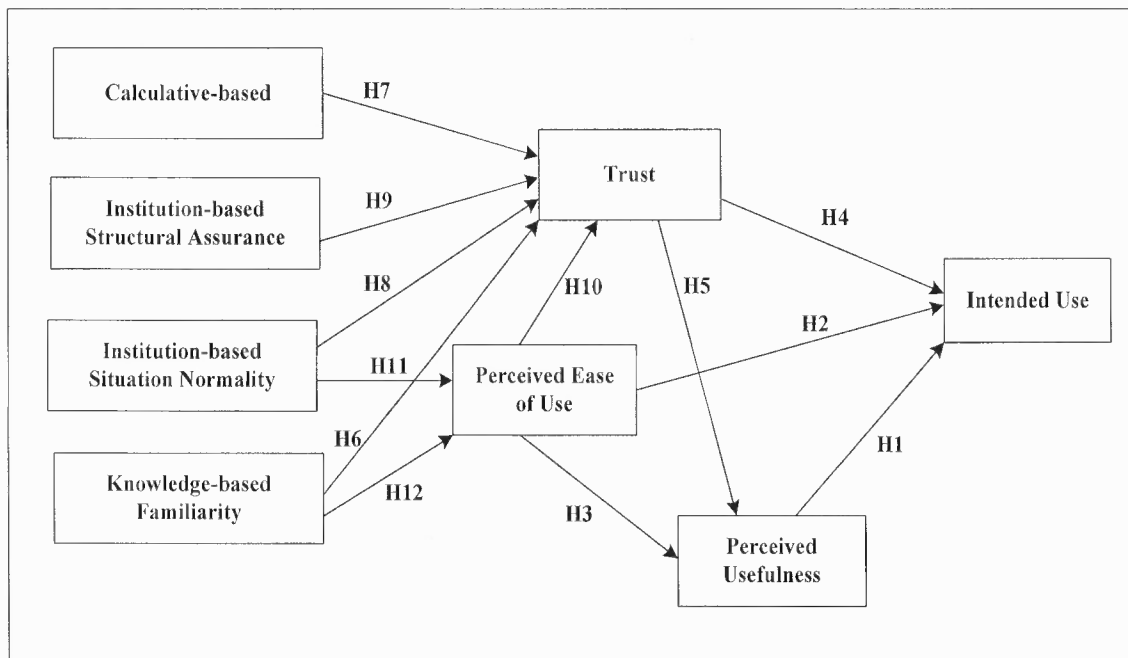 Calculative-based
H7
Trust
Institution-based
Structural Assurance
H9
H4
H8
H10
H5
Intended Use
H2
Institution-based
Situation Normality
H11
Perceived Ease
of Use
H6
H1
Knowledge-based
Familiarity
H12
H3
Perceived
Usefulness